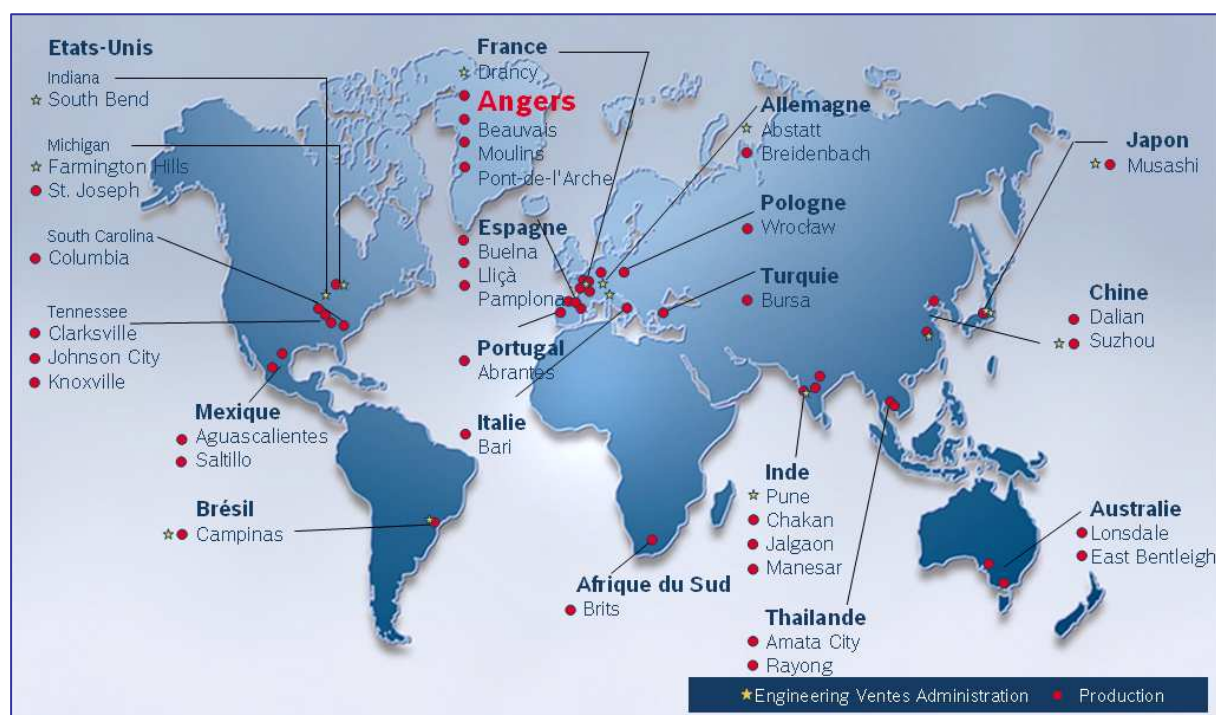 Etats-Unis
Indiana
South Bend
Michigan
Farmington Hills
St. Joseph
South Carolina
Columbia
Tennessee
Clarksville
Johnson City
Knoxville
Mexique
Aguascalientes
Saltillo
Brésil
Campinas
France
Drancy
Angers
Beauvais
Moulins
Pont-de-l'Arche
Espagne
Buelna
Lliçà
Pamplona
Portugal
Abrantes
Italie
Bari
Afrique du Sud
Brits
Allemagne
Abstatt
Breidenbach
Pologne
Wrocław
Turquie
Bursa
Inde
Pune
Chakan
Jalgaon
Manesar
Thailande
Amata City
Rayong
Japon
Musashi
Chine
Dalian
Suzhou
Australie
Lonsdale
East Bentleigh
Engineering Ventes Administration
Production